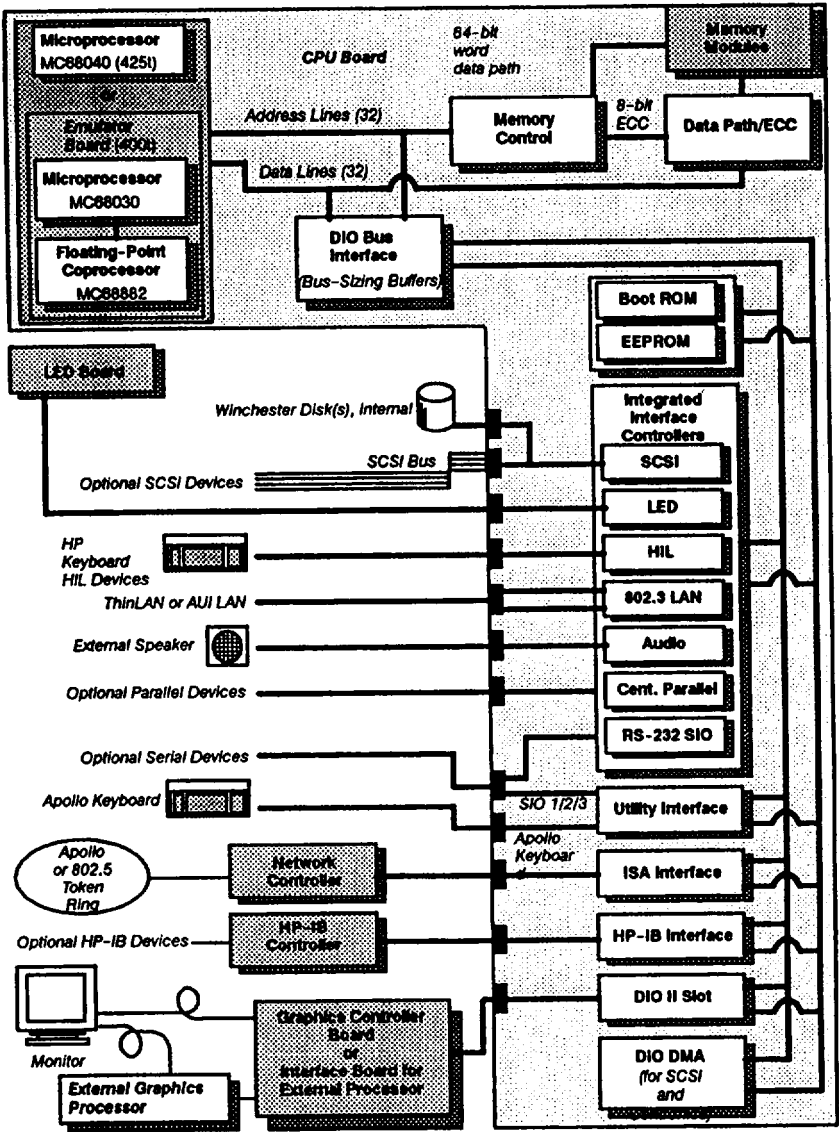 Microprocessor
MC68040 (425t)
or
Emulator
Board (400t)
Microprocessor
MC68030
Floating-Point
Coprocessor
MC68882
CPU Board
64-bit
word
data path
Memory
Modules
Address Lines (32)
Memory
Control
8-bit
ECC
Data Path/ECC
Data Lines (32)
DIO Bus
Interface
(Bus-Sizing Buffers)
Boot ROM
EEPROM
LED Board
Winchester Disk(s), Internal
Integrated
Interface
Controllers
SCSI Bus
SCSI
Optional SCSI Devices
LED
HP
Keyboard
HIL Devices
HIL
ThinLAN or AUI LAN
802.3 LAN
External Speaker
Audio
Optional Parallel Devices
Cent. Parallel
RS-232 SIO
Optional Serial Devices
Apollo Keyboard
SIO 1/2/3
Utility Interface
Apollo
Keyboar
d
Apollo
or 802.5
Token
Ring
Network
Controller
ISA Interface
Optional HP-IB Devices
HP-IB
Controller
HP-IB Interface
DIO II Slot
Monitor
Graphics Controller
Board
or
Interface Board for
External Processor
External Graphics
Processor
DIO DMA
(for SCSI
and